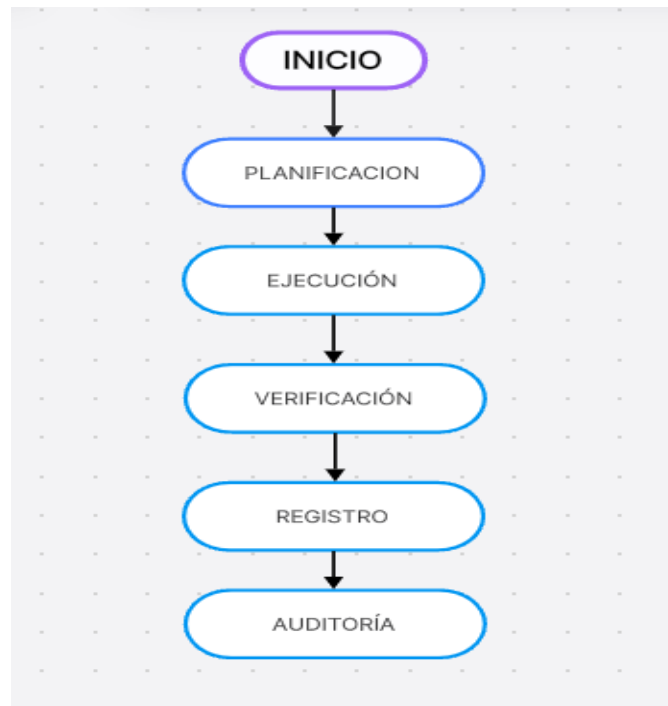 INICIO
PLANIFICACION
EJECUCIÓN
VERIFICACIÓN
REGISTRO
AUDITORÍA